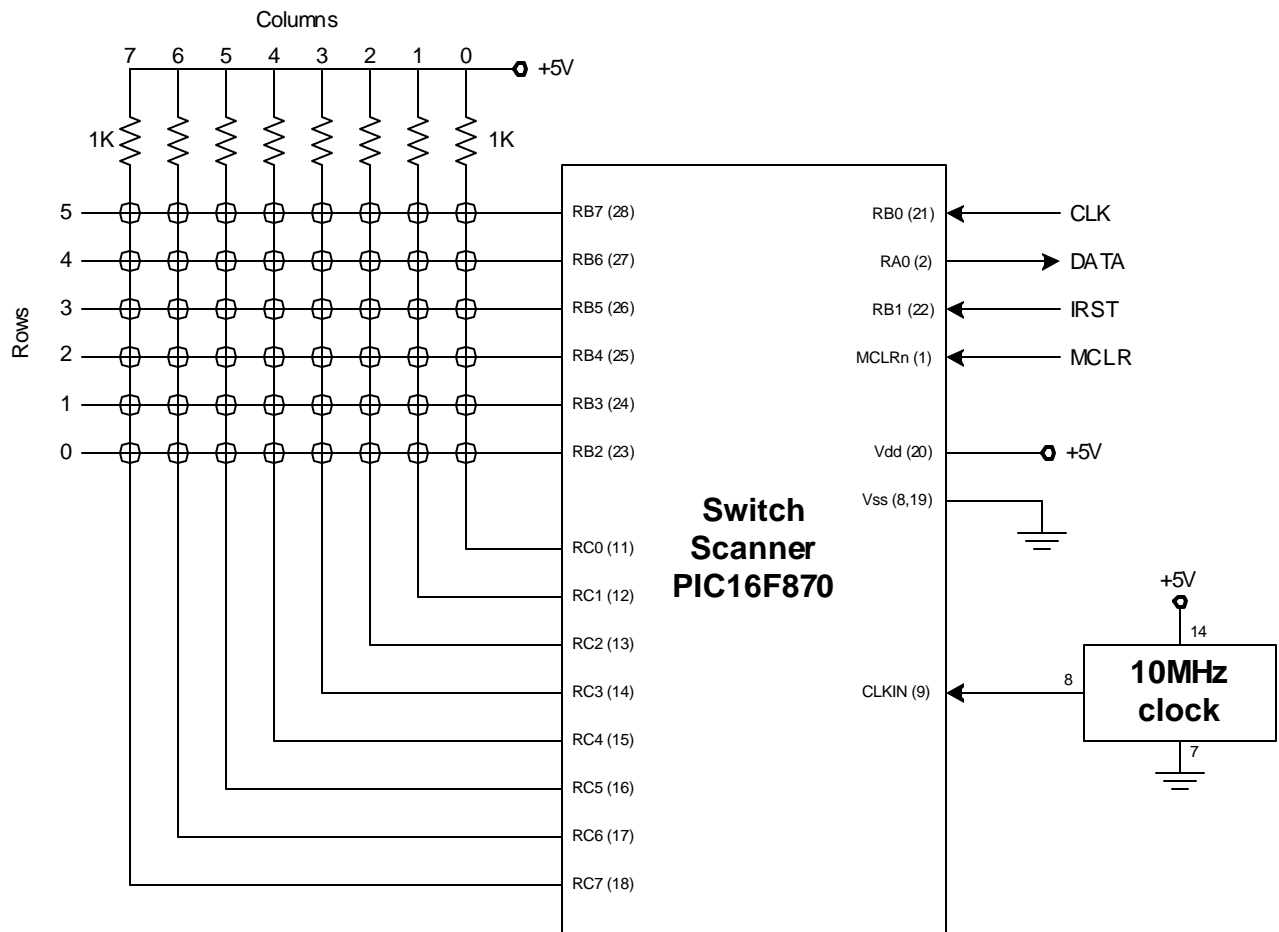 Columns
7 6 5 4 3 2 1 0
+5V
1K 1K
Rows
5
4
3
2
1
0
RB7 (28)
RB6 (27)
RB5 (26)
RB4 (25)
RB3 (24)
RB2 (23)
RC0 (11)
RC1 (12)
RC2 (13)
RC3 (14)
RC4 (15)
RC5 (16)
RC6 (17)
RC7 (18)
Switch
Scanner
PIC16F870
RB0 (21) CLK
RA0 (2) DATA
RB1 (22) IRST
MCLRn (1) MCLR
Vdd (20) +5V
Vss (8,19)
CLKIN (9)
+5V
14
8
10MHz
clock
7